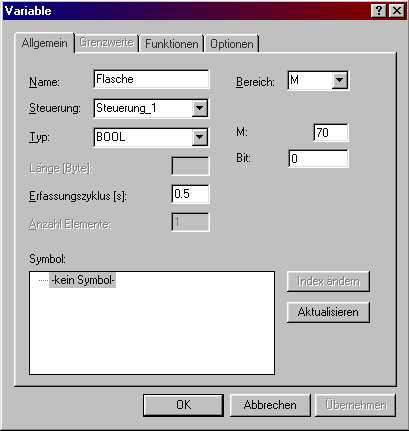 Variable
Allgemein Grenzwerte Funktionen Optionen
Name: Flasche Bereich: M
Steuerung: Steuerung_1
Typ: BOOL M: 70
Länge [Byte]: Bit: 0
Erfassungszyklus [s]: 0.5
Anzahl Elemente: 1
Symbol:
-kein Symbol- Index ändern
Aktualisieren
OK Abbrechen Übernehmen